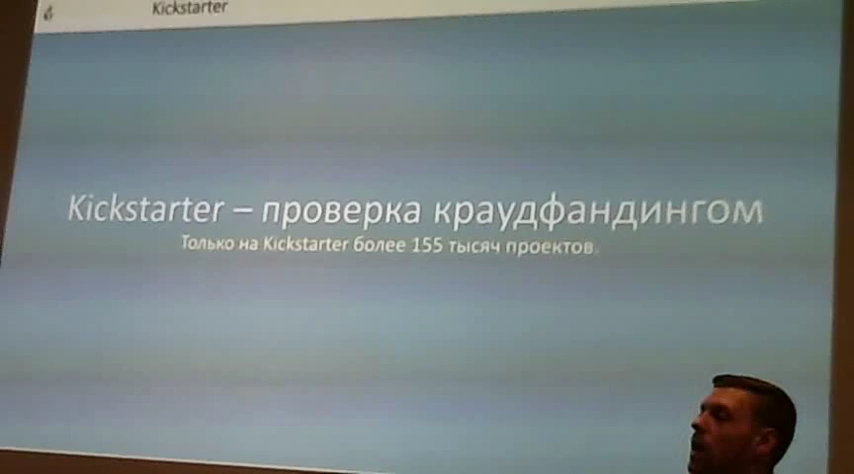 Kickstarter
Kickstarter – проверка краудфандингом
Только на Kickstarter более 155 тысяч проектов.